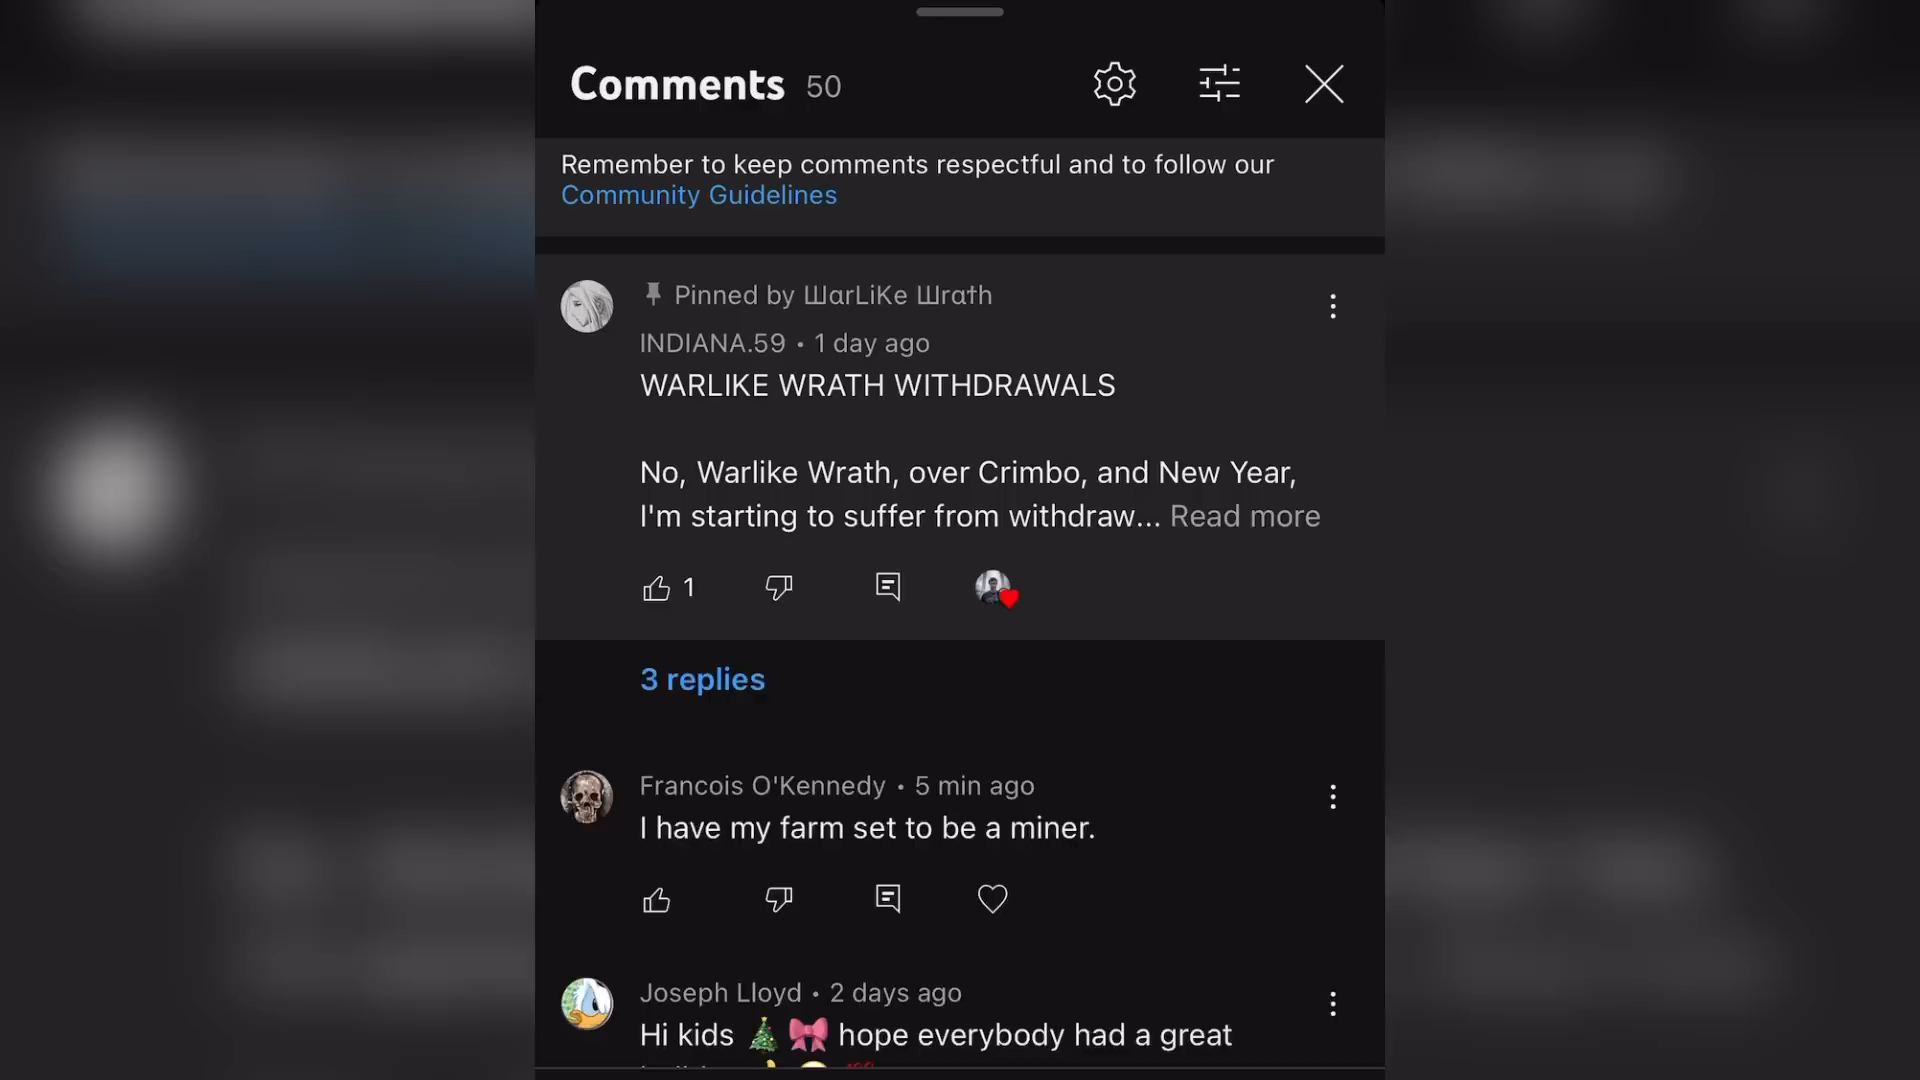 Comments 50
Remember to keep comments respectful and to follow our
Community Guidelines
Pinned by ШarLiKe Шrαth
INDIANA.59 • 1 day ago
WARLIKE WRATH WITHDRAWALS
No, Warlike Wrath, over Crimbo, and New Year,
I'm starting to suffer from withdraw... Read more
1
3 replies
Francois O'Kennedy • 5 min ago
I have my farm set to be a miner.
Joseph Lloyd • 2 days ago
Hi kids 🎄 🎀 hope everybody had a great